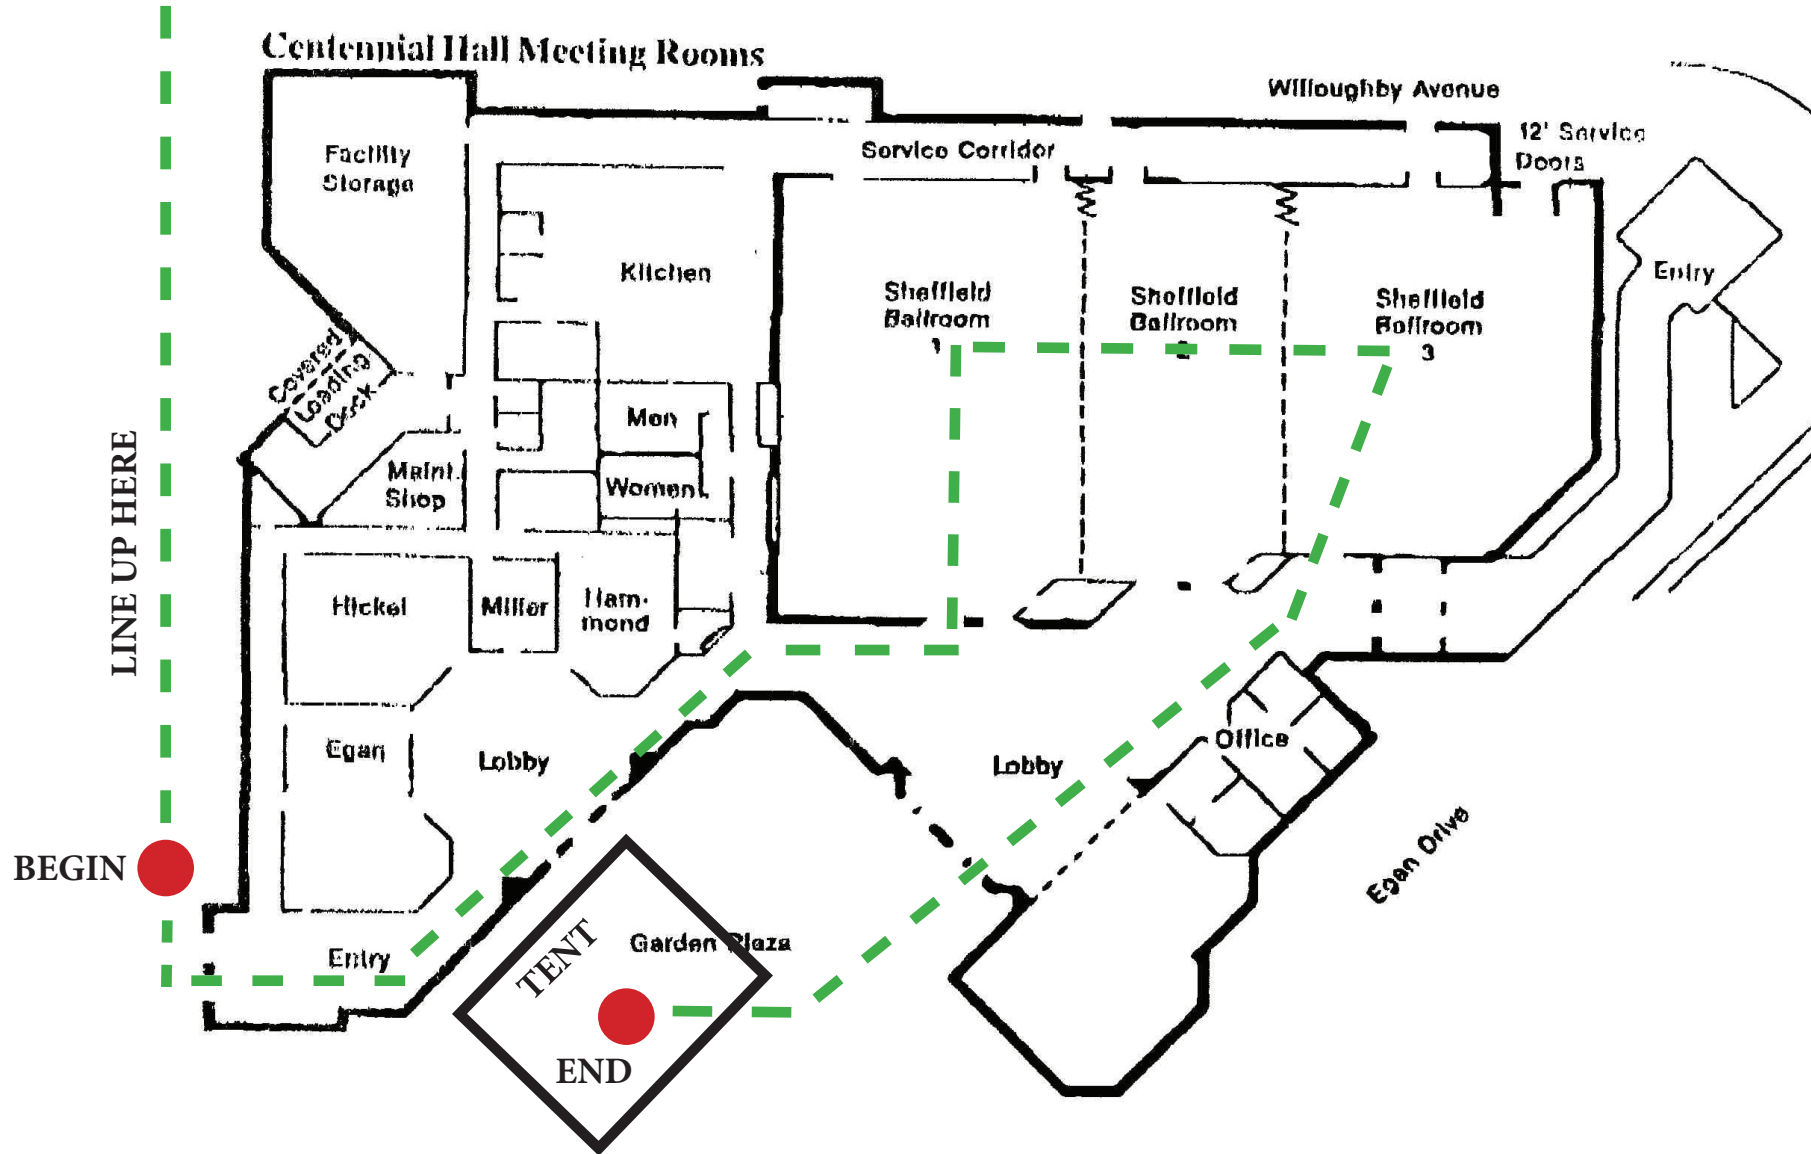 Centennial Hall Meeting Rooms
Willoughby Avenue
12' Service
Doors
Service Corridor
Facility
Storage
Kitchen
Sheffield
Ballroom
1
Sheffield
Ballroom
2
Sheffield
Ballroom
3
Entry
Covered
Loading
Dock
Men
Women
Maint.
Shop
LINE UP HERE
Hickel
Miller
Ham-
mond
Egan
Lobby
Lobby
Office
Egan Drive
BEGIN
Entry
TENT
Garden Plaza
END